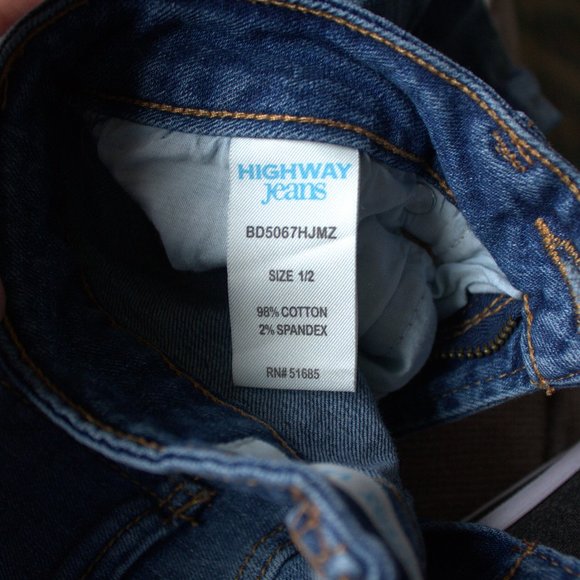 HIGHWAY
Jeans
BD5067HJMZ
SIZE 1/2
98% COTTON
2% SPANDEX
RN# 51685